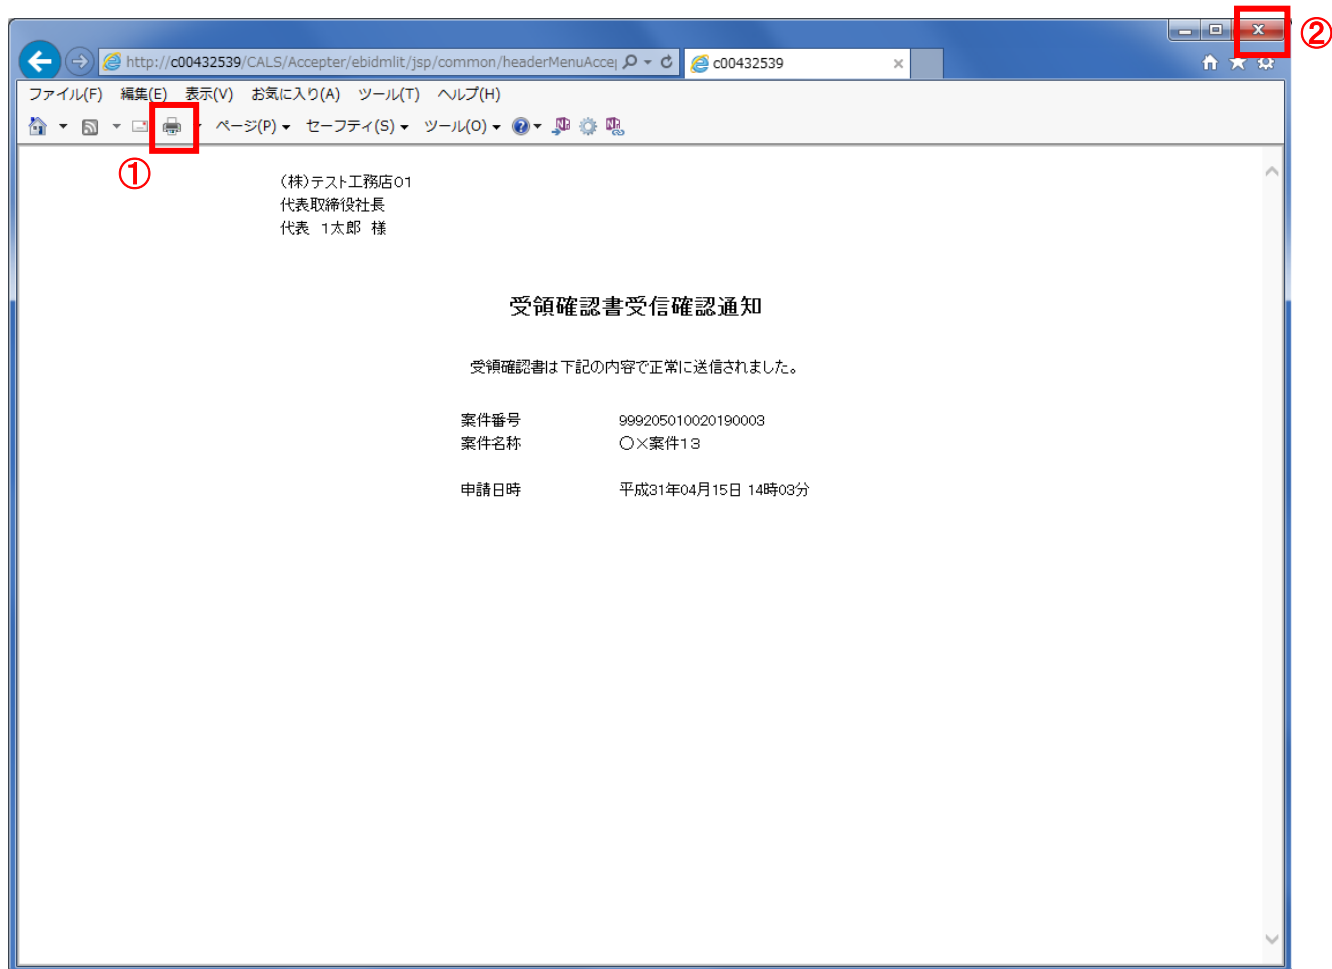 ②
http://c00432539/CALS/Accepter/ebidmlit/jsp/common/headerMenuAcce
c00432539
ファイル(F) 編集(E) 表示(V) お気に入り(A) ツール(T) ヘルプ(H)
ページ(P) セーフティ(S) ツール(O)
①
(株)テスト工務店01
代表取締役社長
代表 1太郎 様
受領確認書受信確認通知
受領確認書は下記の内容で正常に送信されました。
案件番号 999205010020190003
案件名称 〇×案件13
申請日時 平成31年04月15日 14時03分